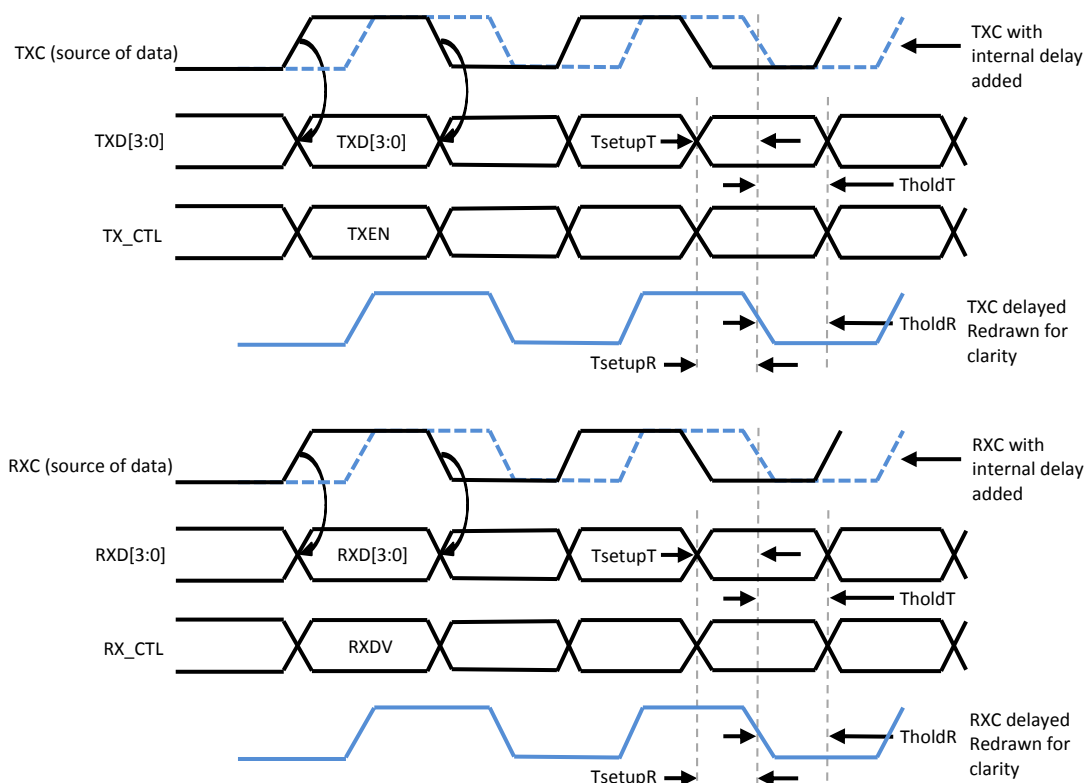 TXC (source of data)
TXC with
internal delay
added
TXD[3:0]
TXD[3:0]
TsetupT
TholdT
TX_CTL
TXEN
TXC delayed
Redrawn for
clarity
TholdR
TsetupR
RXC (source of data)
RXC with
internal delay
added
RXD[3:0]
RXD[3:0]
TsetupT
TholdT
RX_CTL
RXDV
RXC delayed
Redrawn for
clarity
TholdR
TsetupR